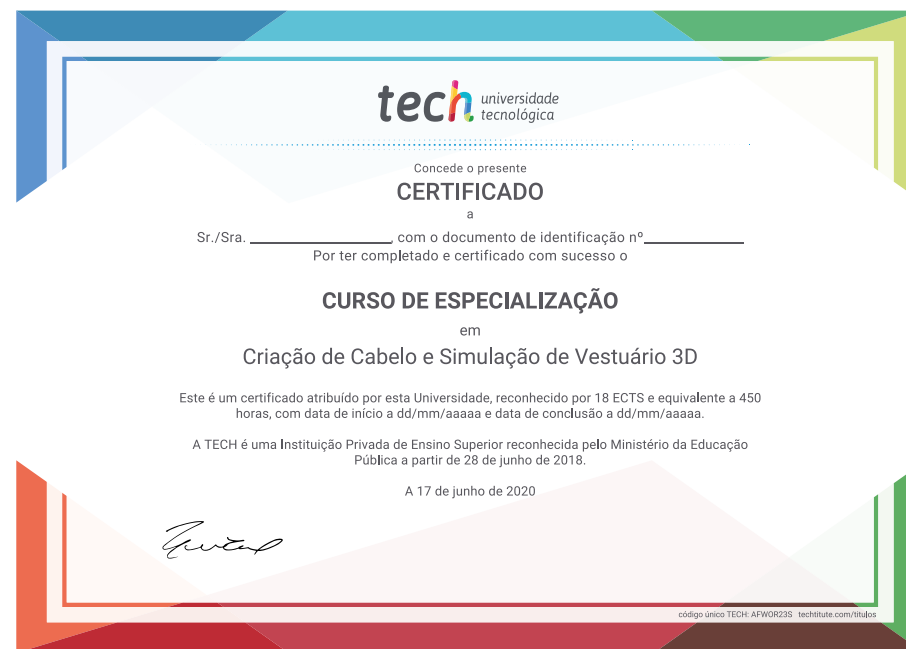 tech universidade
tecnológica
Concede o presente
CERTIFICADO
a
Sr./Sra. , com o documento de identificação nº
Por ter completado e certificado com sucesso o
CURSO DE ESPECIALIZAÇÃO
em
Criação de Cabelo e Simulação de Vestuário 3D
Este é um certificado atribuído por esta Universidade, reconhecido por 18 ECTS e equivalente a 450
horas, com data de início a dd/mm/aaaaa e data de conclusão a dd/mm/aaaaa.
A TECH é uma Instituição Privada de Ensino Superior reconhecida pelo Ministério da Educação
Pública a partir de 28 de junho de 2018.
A 17 de junho de 2020
código único TECH: AFWOR23S techtitute.com/titulos